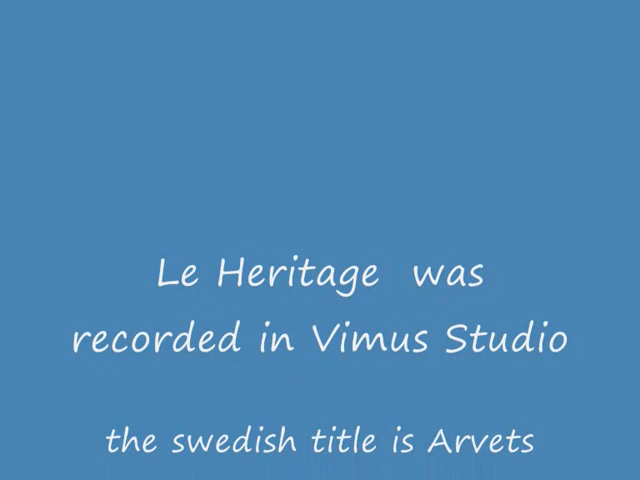 Le Heritage was
recorded in Vimus Studio
the swedish title is Arvets